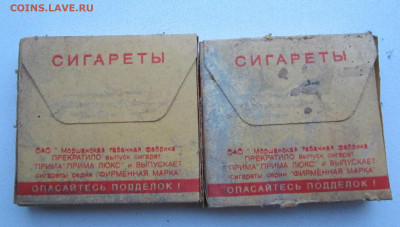 COINS.LAVE.RU
СИГАРЕТЫ
ОАО " Моршанская табачная фабрика "
ПРЕКРАТИЛО выпуск сигарет
"ПРИМА" "ПРИМА ЛЮКС" и ВЫПУСКАЕТ
сигареты серии "ФИРМЕННАЯ МАРКА"
ОПАСАЙТЕСЬ ПОДДЕЛОК !
СИГАРЕТЫ
ОАО " Моршанская табачная фабрика "
ПРЕКРАТИЛО выпуск сигарет
"ПРИМА" "ПРИМА ЛЮКС" и ВЫПУСКАЕТ
сигареты серии "ФИРМЕННАЯ МАРКА"
ОПАСАЙТЕСЬ ПОДДЕЛОК !